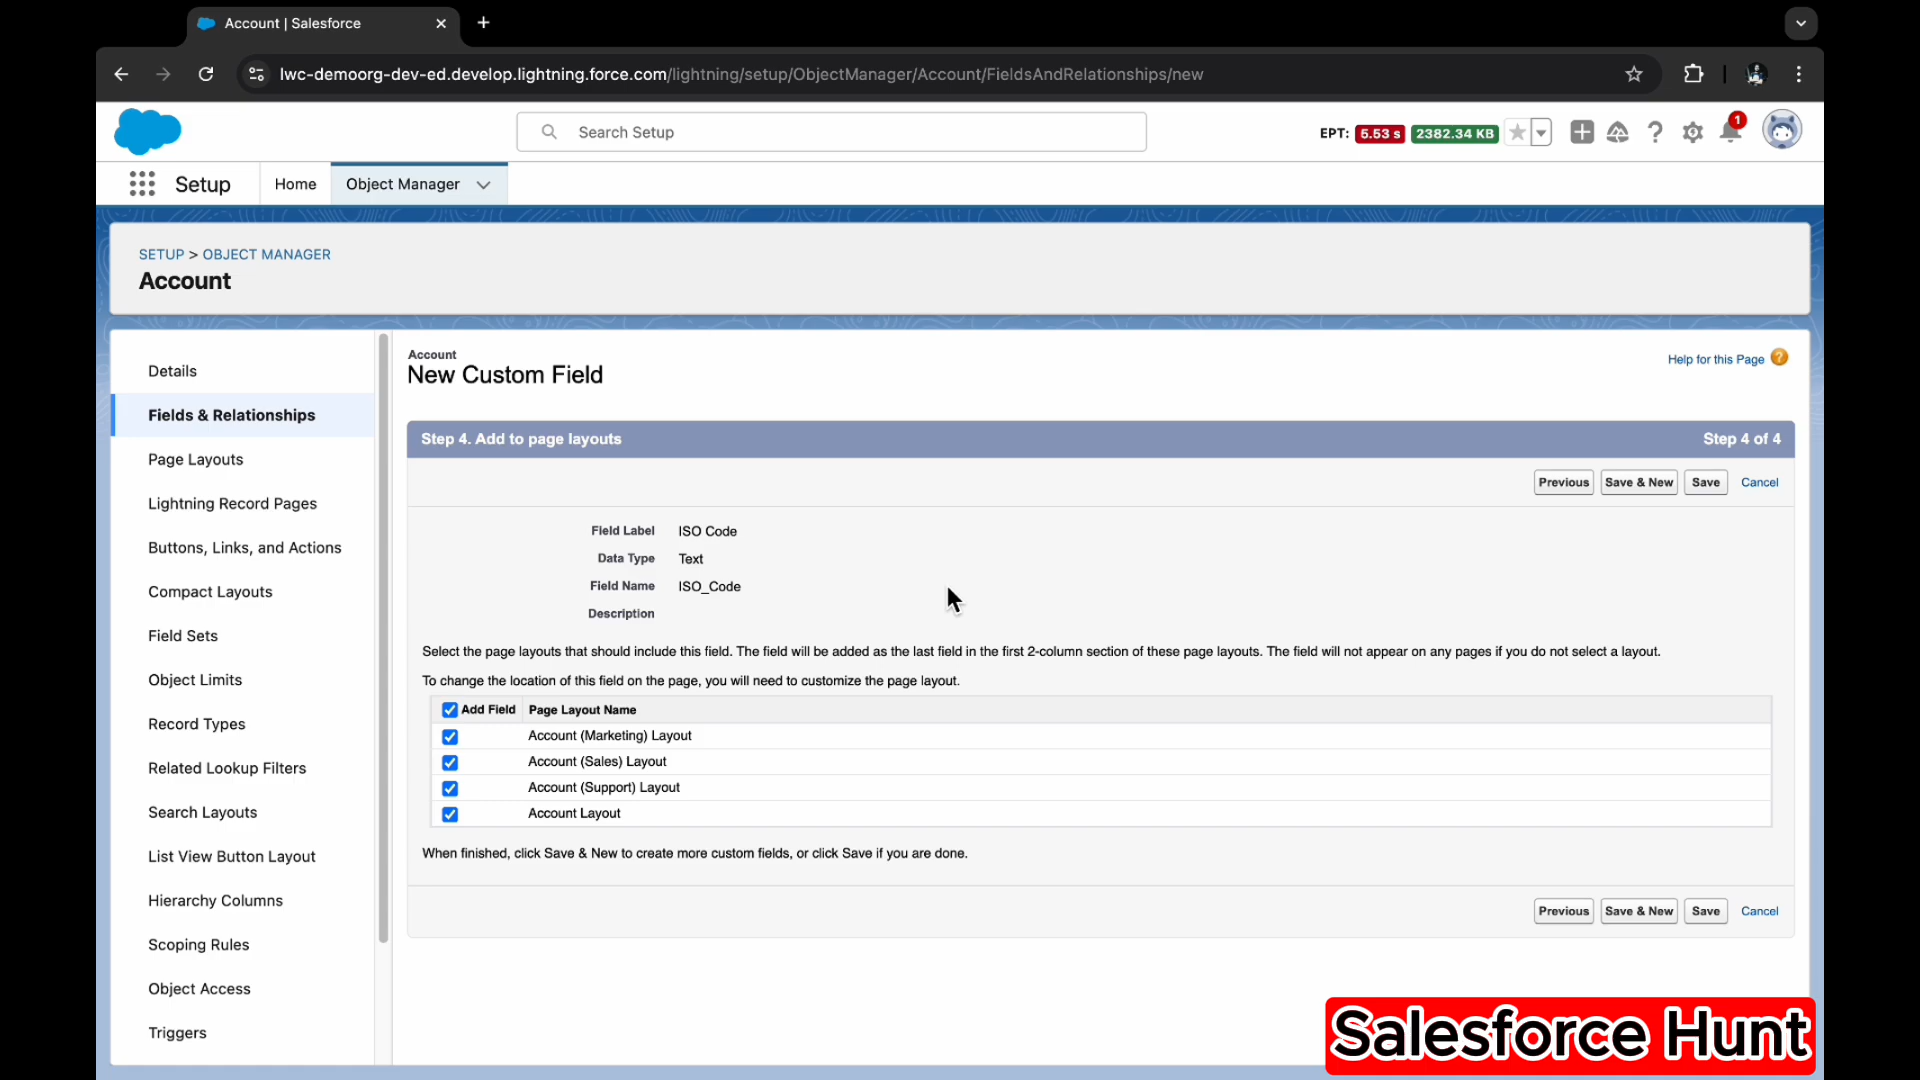 Account | Salesforce
lwc-demoorg-dev-ed.develop.lightning.force.com/lightning/setup/ObjectManager/Account/FieldsAndRelationships/new
Search Setup
EPT: 5.53 s 2382.34 KB
1
Setup Home Object Manager
SETUP > OBJECT MANAGER
Account
Details
Fields & Relationships
Page Layouts
Lightning Record Pages
Buttons, Links, and Actions
Compact Layouts
Field Sets
Object Limits
Record Types
Related Lookup Filters
Search Layouts
List View Button Layout
Hierarchy Columns
Scoping Rules
Object Access
Triggers
Account
New Custom Field
Help for this Page ?
Step 4. Add to page layouts Step 4 of 4
Previous Save & New Save Cancel
Field Label ISO Code
Data Type Text
Field Name ISO_Code
Description
Select the page layouts that should include this field. The field will be added as the last field in the first 2-column section of these page layouts. The field will not appear on any pages if you do not select a layout.
To change the location of this field on the page, you will need to customize the page layout.
Add Field Page Layout Name
Account (Marketing) Layout
Account (Sales) Layout
Account (Support) Layout
Account Layout
When finished, click Save & New to create more custom fields, or click Save if you are done.
Previous Save & New Save Cancel
Salesforce Hunt